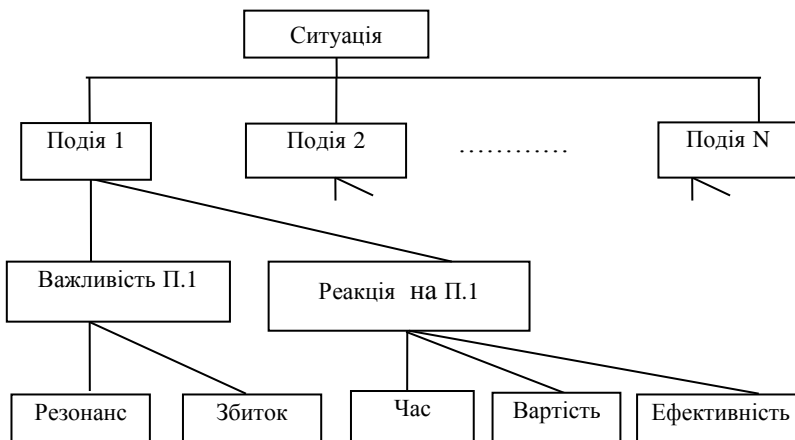 Ситуація
Подія 1
Подія 2
............
Подія N
Важливість П.1
Реакція на П.1
Резонанс
Збиток
Час
Вартість
Ефективність